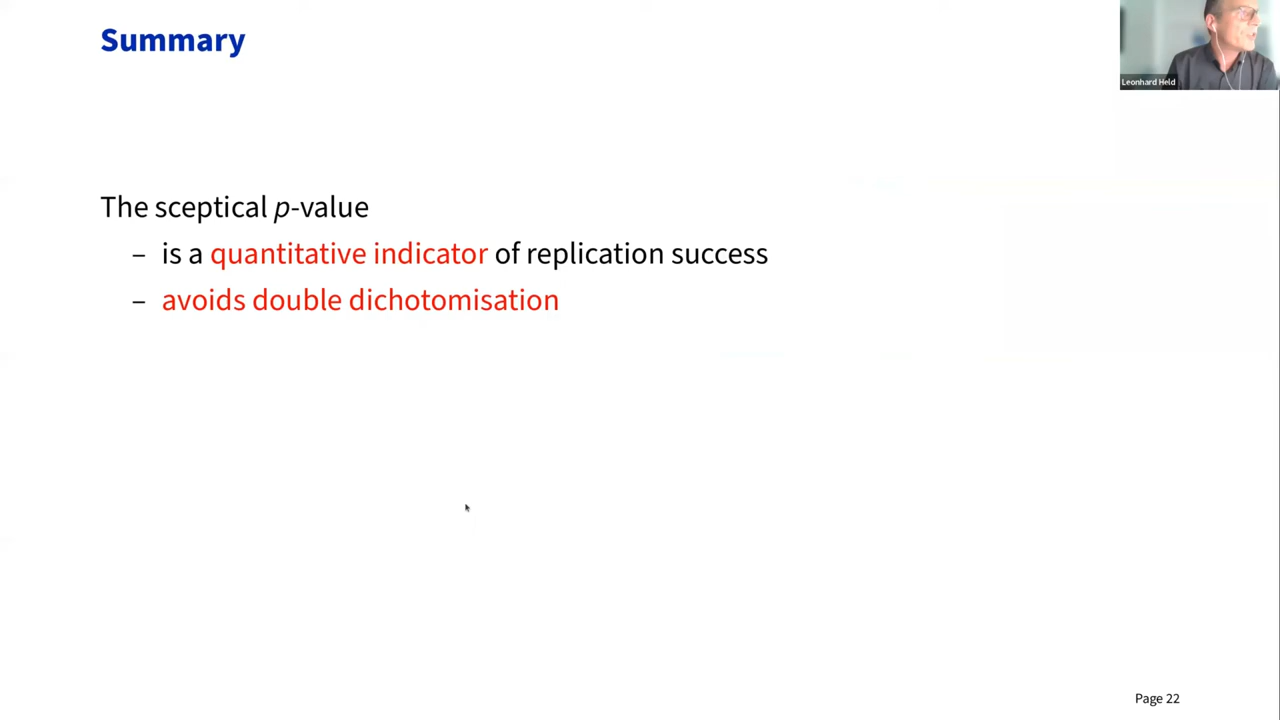 Summary
Leonhard Held
The sceptical p-value
– is a quantitative indicator of replication success
– avoids double dichotomisation
Page 22